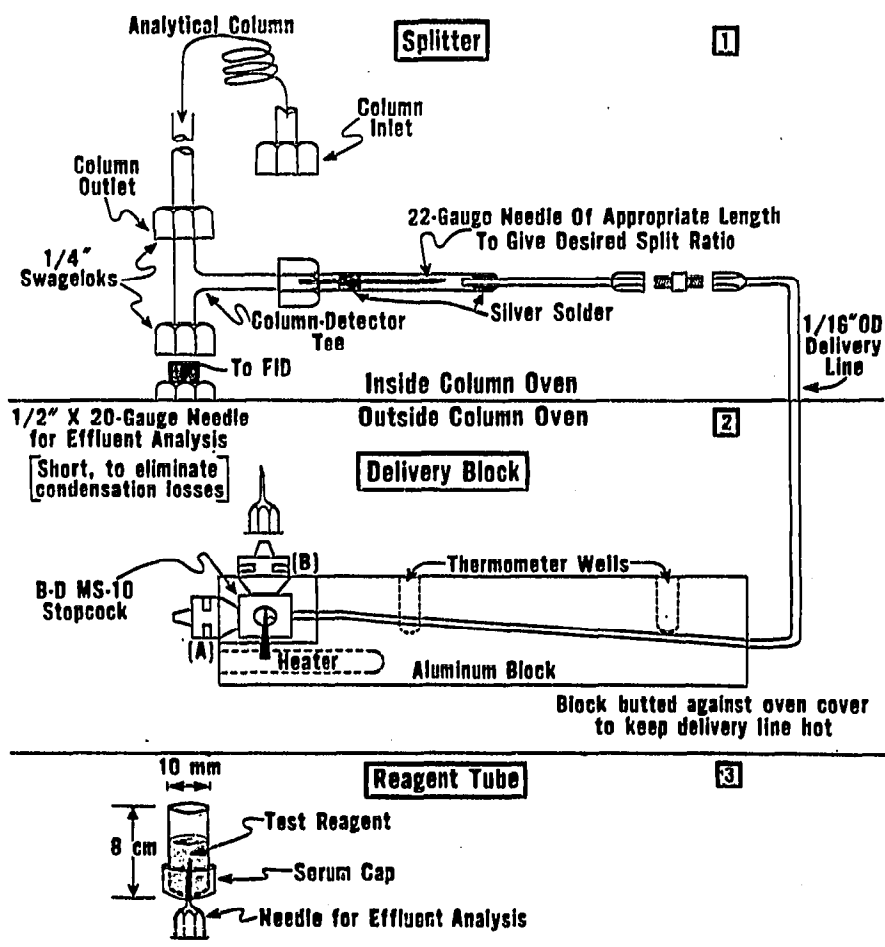 Analytical Column
Splitter
1
Column
Inlet
Column
Outlet
22-Gauge Needle Of Appropriate Length
To Give Desired Split Ratio
1/4"
Swageloks
Silver Solder
Column-Detector
Tee
1/16"OD
Delivery
Line
To FID
Inside Column Oven
1/2" X 20-Gauge Needle
for Effluent Analysis
[Short, to eliminate
condensation losses]
Outside Column Oven
2
Delivery Block
(B)
Thermometer Wells
B-D MS-10
Stopcock
(A)
Heater
Aluminum Block
Block butted against oven cover
to keep delivery line hot
10 mm
Reagent Tube
3
Test Reagent
8 cm
Serum Cap
Needle for Effluent Analysis